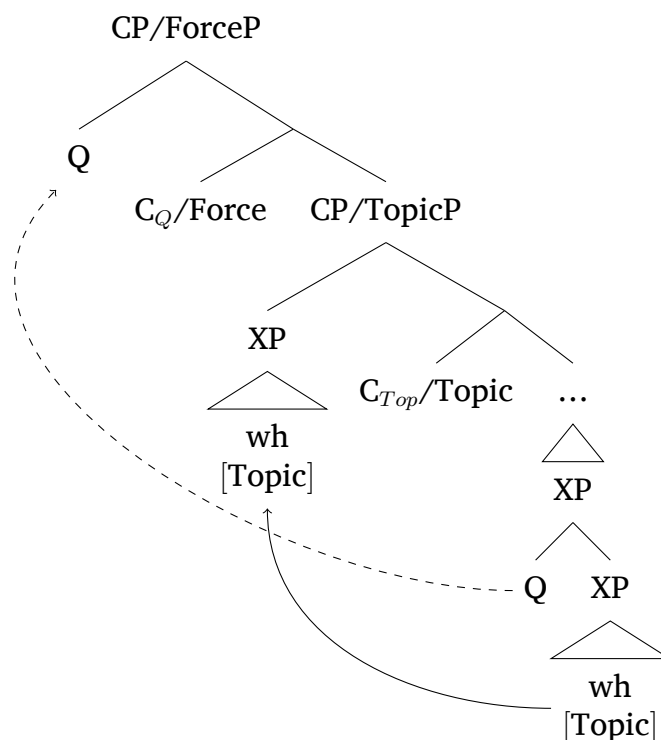 CP/ForceP
Q
C_Q/Force
CP/TopicP
XP
C_Top/Topic
...
wh
[Topic]
XP
Q
XP
wh
[Topic]